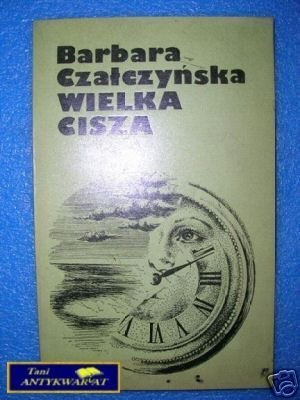 Barbara
Czałczyńska
WIELKA
CISZA
Tani
ANTYKWARIAT